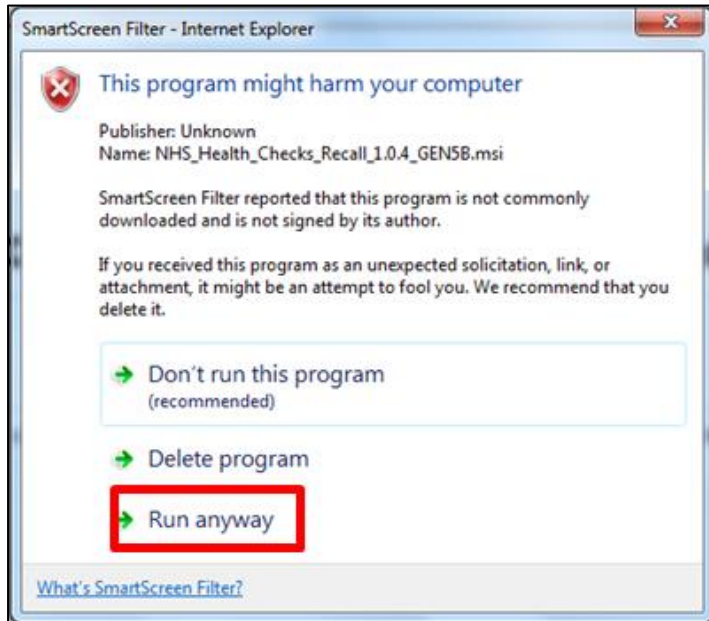 SmartScreen Filter - Internet Explorer
This program might harm your computer
Publisher: Unknown
Name: NHS_Health_Checks_Recall_1.0.4_GEN5B.msi
SmartScreen Filter reported that this program is not commonly
downloaded and is not signed by its author.
If you received this program as an unexpected solicitation, link, or
attachment, it might be an attempt to fool you. We recommend that you
delete it.
Don't run this program
(recommended)
Delete program
Run anyway
What's SmartScreen Filter?